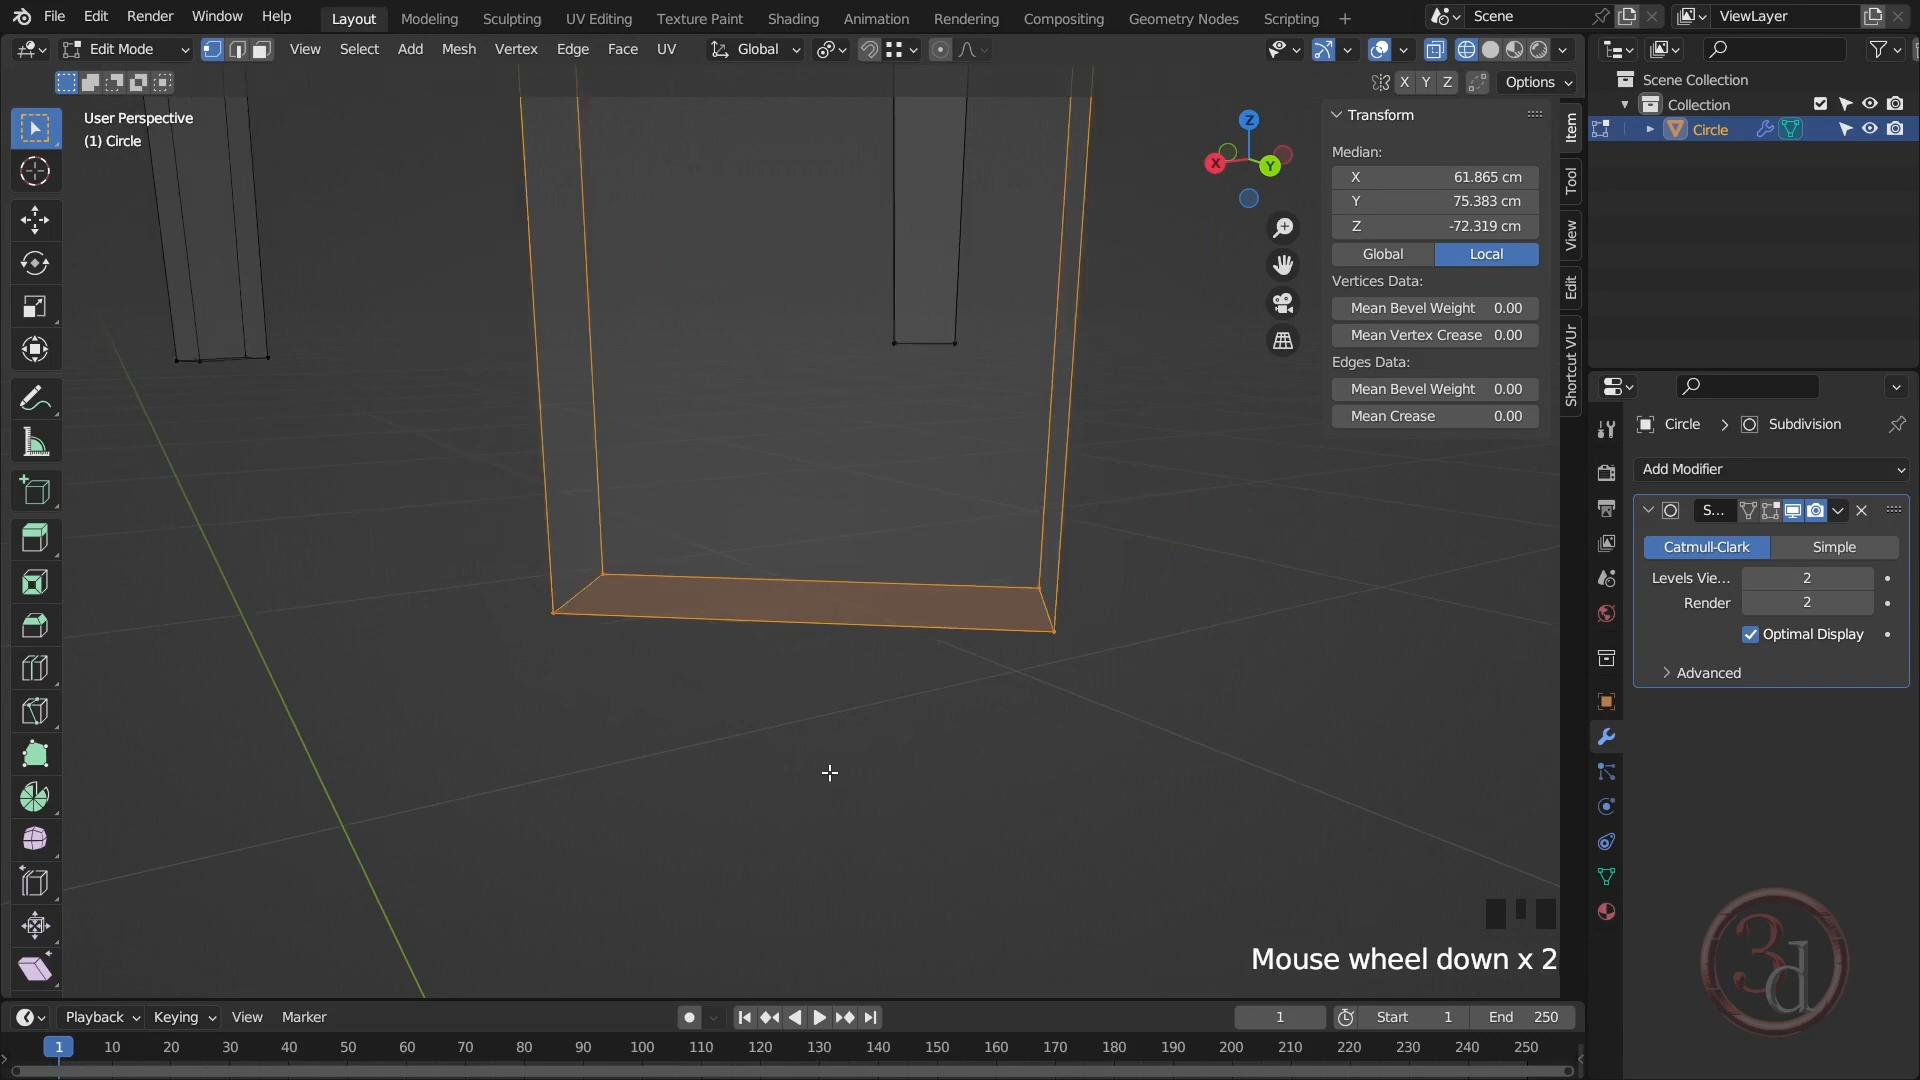 File Edit Render Window Help Layout Modeling Sculpting UV Editing Texture Paint Shading Animation Rendering Compositing Geometry Nodes Scripting + Scene ViewLayer
Edit Mode View Select Add Mesh Vertex Edge Face UV Global
X Y Z Options
User Perspective
(1) Circle
Z
X
Y
Transform
Median:
X 61.865 cm
Y 75.383 cm
Z -72.319 cm
Global Local
Vertices Data:
Mean Bevel Weight 0.00
Mean Vertex Crease 0.00
Edges Data:
Mean Bevel Weight 0.00
Mean Crease 0.00
Item
Tool
View
Edit
Shortcut VUr
Scene Collection
Collection
Circle
Circle > Subdivision
Add Modifier
S...
Catmull-Clark Simple
Levels Vie... 2
Render 2
Optimal Display
Advanced
Mouse wheel down x 2
3d
Playback Keying View Marker 1 Start 1 End 250
1 10 20 30 40 50 60 70 80 90 100 110 120 130 140 150 160 170 180 190 200 210 220 230 240 250